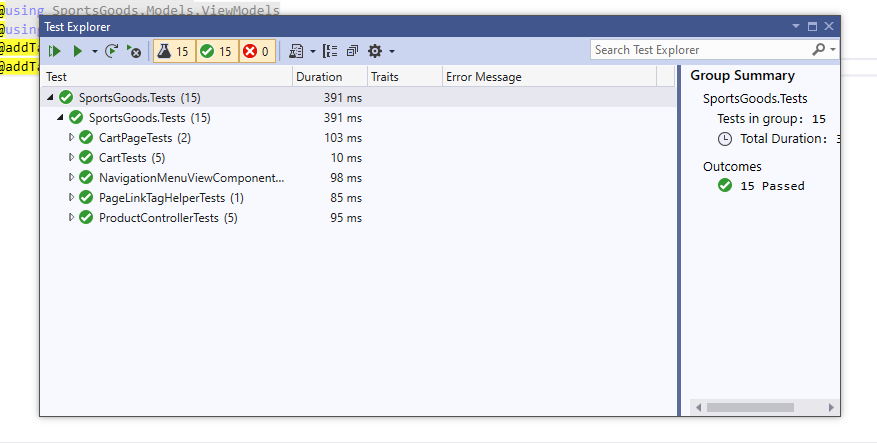 @using SportsGoods.Models.ViewModels
@usin
@addTa
@addTa
Test Explorer
15 15 0
Search Test Explorer
Test Duration Traits Error Message
SportsGoods.Tests (15) 391 ms
SportsGoods.Tests (15) 391 ms
CartPageTests (2) 103 ms
CartTests (5) 10 ms
NavigationMenuViewComponent... 98 ms
PageLinkTagHelperTests (1) 85 ms
ProductControllerTests (5) 95 ms
Group Summary
SportsGoods.Tests
Tests in group: 15
Total Duration: 3
Outcomes
15 Passed